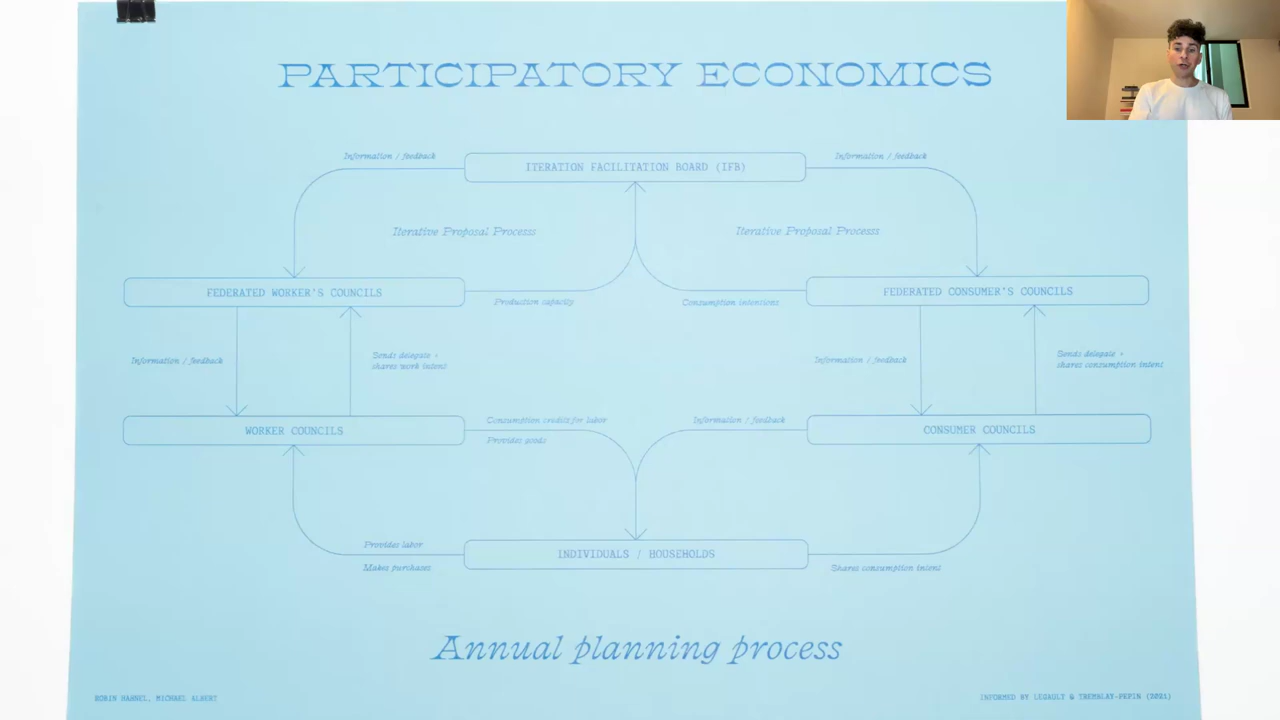 PARTICIPATORY ECONOMICS
Information / feedback
ITERATION FACILITATION BOARD (IFB)
Information / feedback
Iterative Proposal Processs
Iterative Proposal Processs
FEDERATED WORKER'S COUNCILS
FEDERATED CONSUMER'S COUNCILS
Production capacity
Consumption intentions
Information / feedback
Sends delegate +
shares work intent
Information / feedback
Sends delegate +
shares consumption intent
WORKER COUNCILS
Consumption credits for labor
Provides goods
Information / feedback
CONSUMER COUNCILS
Provides labor
Makes purchases
INDIVIDUALS / HOUSEHOLDS
Shares consumption intent
Annual planning process
ROBIN HAHNEL, MICHAEL ALBERT
INFORMED BY LEGAULT & TREMBLAY-PEPIN (2021)